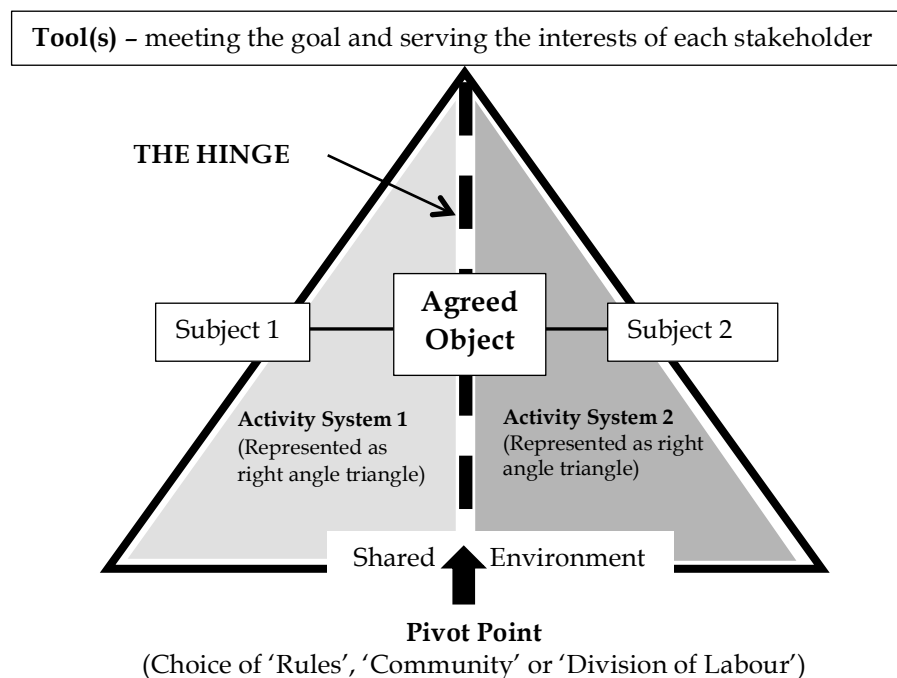 Tool(s) – meeting the goal and serving the interests of each stakeholder
THE HINGE
Subject 1
Agreed
Object
Subject 2
Activity System 1
(Represented as
right angle triangle)
Activity System 2
(Represented as right
angle triangle)
Shared Environment
Pivot Point
(Choice of ‘Rules’, ‘Community’ or ‘Division of Labour’)